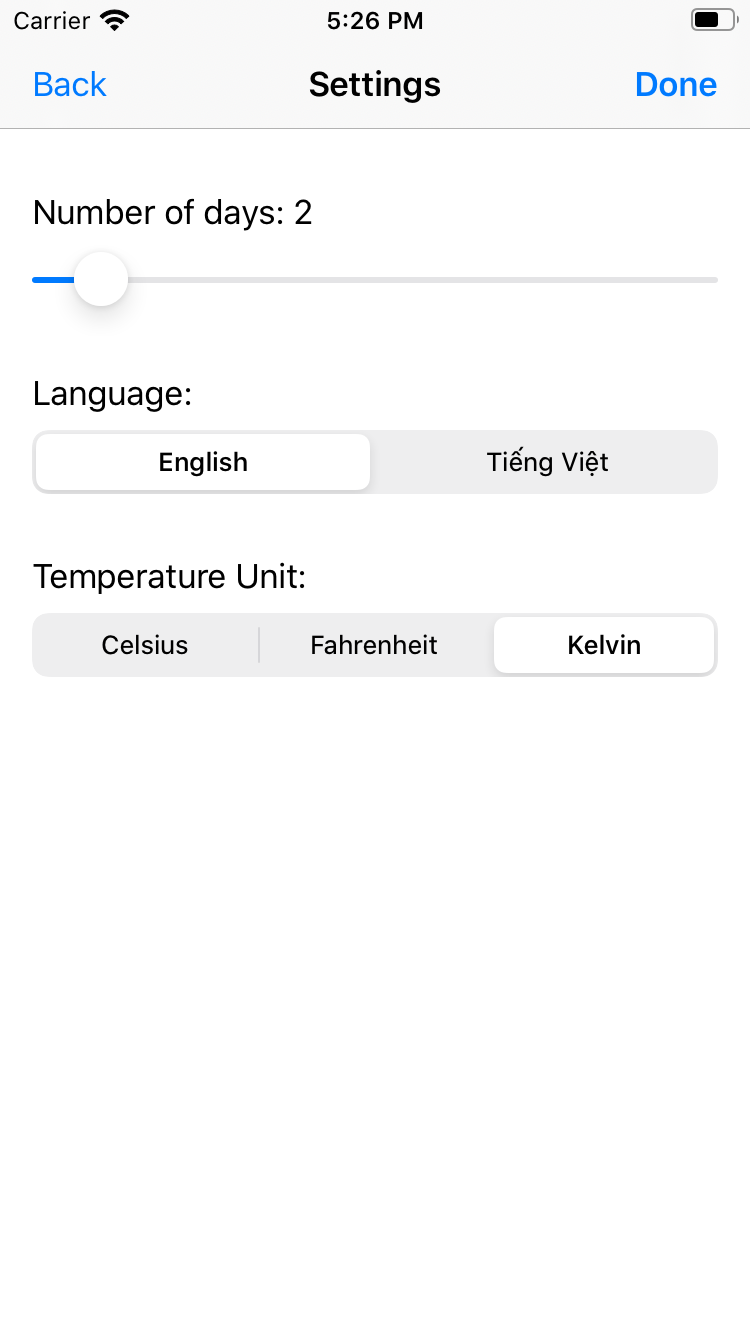 Carrier 5:26 PM
Back Settings Done
Number of days: 2
Language:
English Tiếng Việt
Temperature Unit:
Celsius Fahrenheit Kelvin